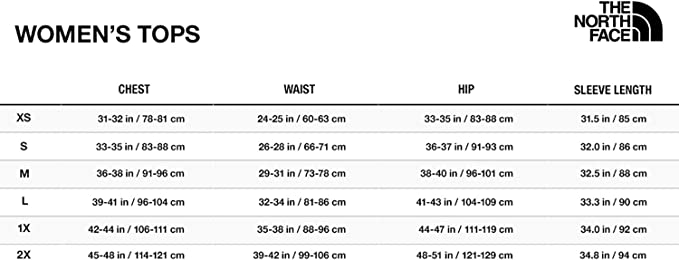 WOMEN'S TOPS
THE
NORTH
FACE
CHEST WAIST HIP SLEEVE LENGTH
XS 31-32 in / 78-81 cm 24-25 in / 60-63 cm 33-35 in / 83-88 cm 31.5 in / 85 cm
S 33-35 in / 83-88 cm 26-28 in / 66-71 cm 36-37 in / 91-93 cm 32.0 in / 86 cm
M 36-38 in / 91-96 cm 29-31 in / 73-78 cm 38-40 in / 96-101 cm 32.5 in / 88 cm
L 39-41 in / 96-104 cm 32-34 in / 81-86 cm 41-43 in / 104-109 cm 33.3 in / 90 cm
1X 42-44 in / 106-111 cm 35-38 in / 88-96 cm 44-47 in / 111-119 cm 34.0 in / 92 cm
2X 45-48 in / 114-121 cm 39-42 in / 99-106 cm 48-51 in / 121-129 cm 34.8 in / 94 cm